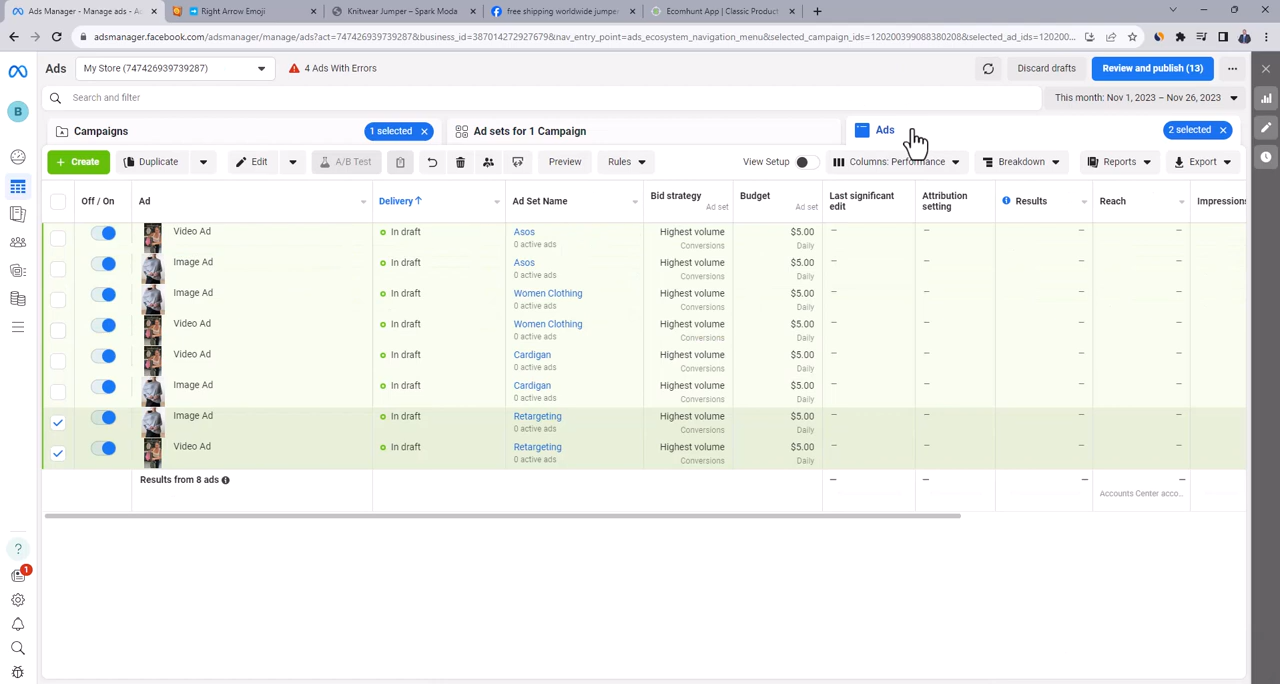 Ads Manager - Manage ads - Ad
Right Arrow Emoji
Knitwear Jumper – Spark Moda
free shipping worldwide jumper
Ecomhunt App | Classic Product
adsmanager.facebook.com/adsmanager/manage/ads?act=747426939739287&business_id=387014272927679&nav_entry_point=ads_ecosystem_navigation_menu&selected_campaign_ids=120200399088380208&selected_ad_ids=1202002...
Ads
My Store (747426939739287)
4 Ads With Errors
Discard drafts
Review and publish (13)
B
Search and filter
This month: Nov 1, 2023 – Nov 26, 2023
Campaigns
1 selected
Ad sets for 1 Campaign
Ads
2 selected
+ Create
Duplicate
Edit
A/B Test
Preview
Rules
View Setup
Columns: Performance
Breakdown
Reports
Export
Off / On
Ad
Delivery ↑
Ad Set Name
Bid strategy
Ad set
Budget
Ad set
Last significant edit
Attribution setting
Results
Reach
Impressions
Video Ad In draft Asos Highest volume $5.00 – – – –
0 active ads Conversions Daily
Image Ad In draft Asos Highest volume $5.00 – – – –
0 active ads Conversions Daily
Image Ad In draft Women Clothing Highest volume $5.00 – – – –
0 active ads Conversions Daily
Video Ad In draft Women Clothing Highest volume $5.00 – – – –
0 active ads Conversions Daily
Video Ad In draft Cardigan Highest volume $5.00 – – – –
0 active ads Conversions Daily
Image Ad In draft Cardigan Highest volume $5.00 – – – –
0 active ads Conversions Daily
Image Ad In draft Retargeting Highest volume $5.00 – – – –
0 active ads Conversions Daily
Video Ad In draft Retargeting Highest volume $5.00 – – – –
0 active ads Conversions Daily
Results from 8 ads – – – –
Accounts Center acco...
?
1